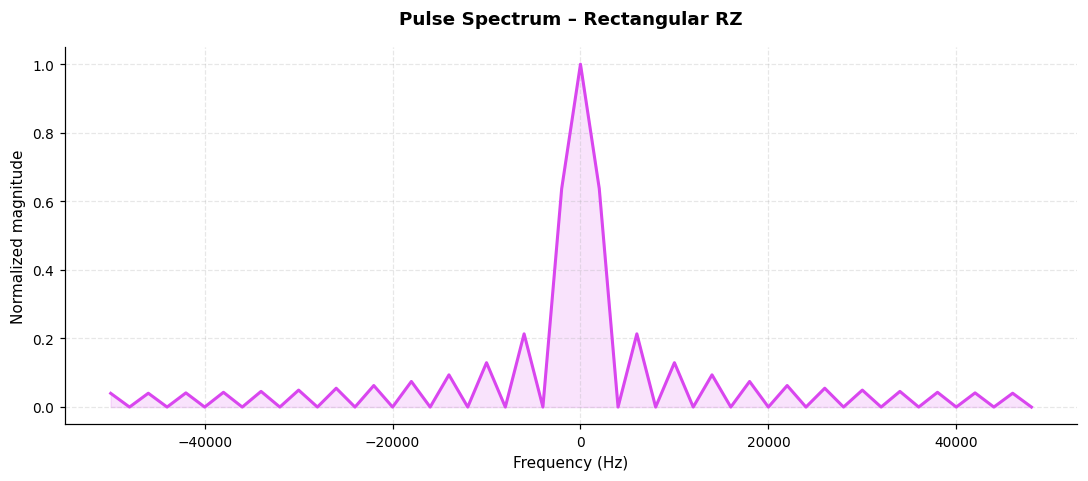 Pulse Spectrum – Rectangular RZ
Normalized magnitude
1.0
0.8
0.6
0.4
0.2
0.0
−40000 −20000 0 20000 40000
Frequency (Hz)